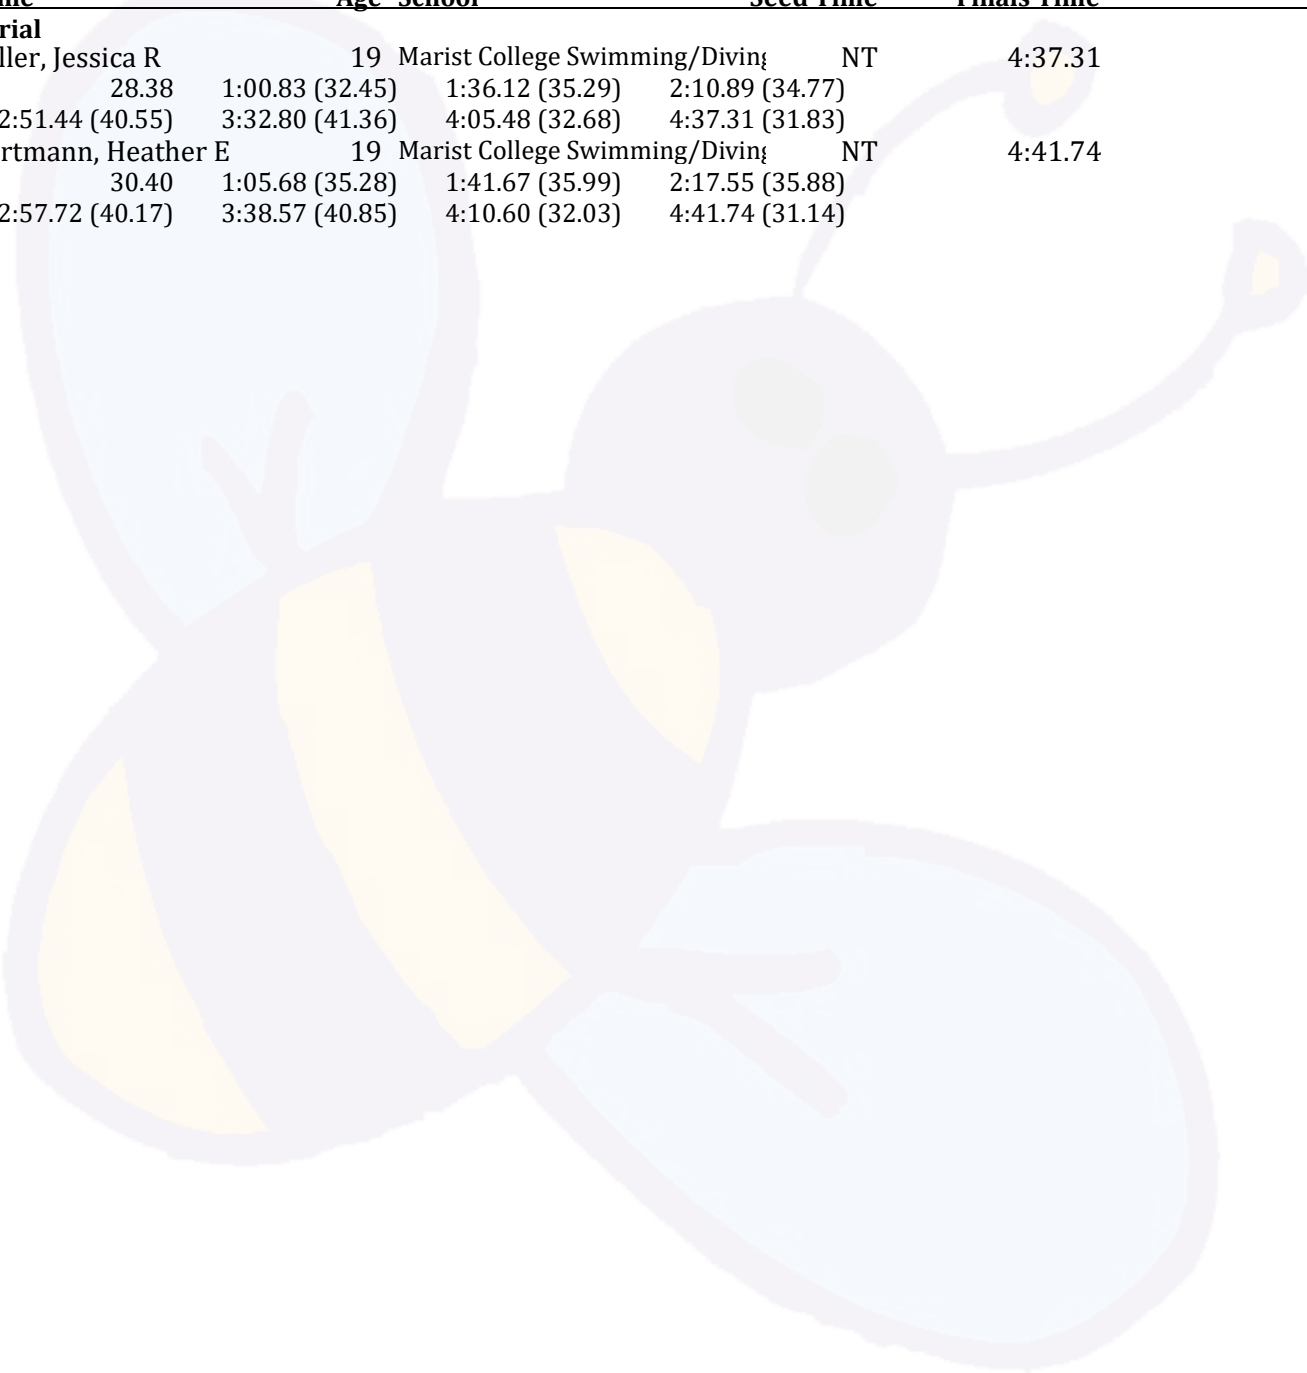 Age School Seed Time Finals Time
rial
ller, Jessica R 19 Marist College Swimming/Diving NT 4:37.31
28.38 1:00.83 (32.45) 1:36.12 (35.29) 2:10.89 (34.77)
2:51.44 (40.55) 3:32.80 (41.36) 4:05.48 (32.68) 4:37.31 (31.83)
rtmann, Heather E 19 Marist College Swimming/Diving NT 4:41.74
30.40 1:05.68 (35.28) 1:41.67 (35.99) 2:17.55 (35.88)
2:57.72 (40.17) 3:38.57 (40.85) 4:10.60 (32.03) 4:41.74 (31.14)